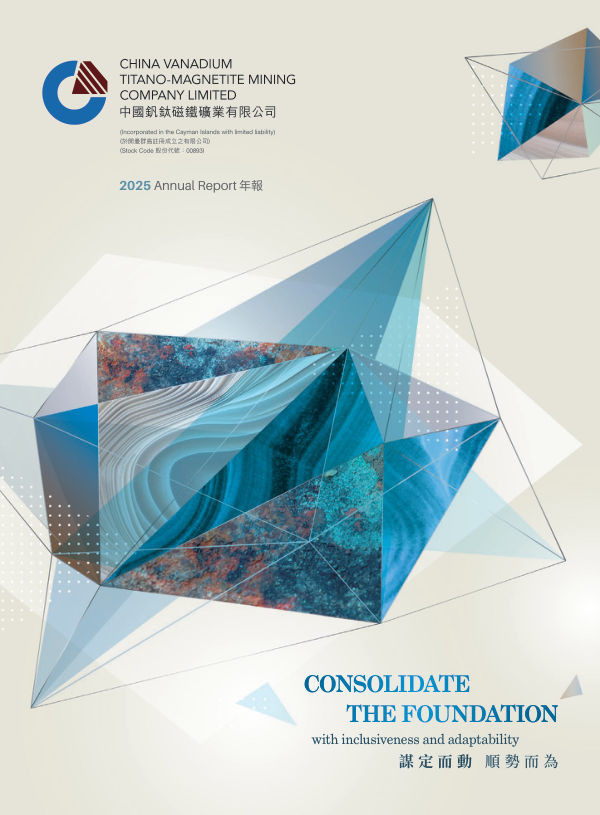 CHINA VANADIUM
TITANO-MAGNETITE MINING
COMPANY LIMITED
中國釩鈦磁鐵礦業有限公司
(Incorporated in the Cayman Islands with limited liability)
(於開曼群島註冊成立之有限公司)
(Stock Code 股份代號：00893)
2025 Annual Report 年報
CONSOLIDATE
THE FOUNDATION
with inclusiveness and adaptability
謀定而動 順勢而為